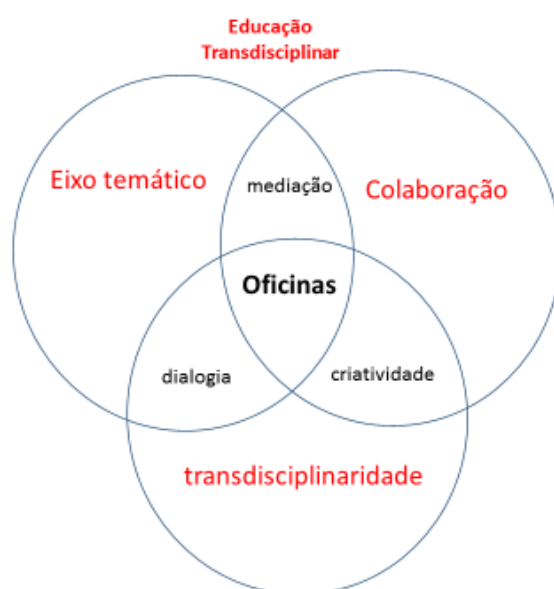 Educação
Transdisciplinar
Eixo temático
mediação
Colaboração
Oficinas
dialogia
criatividade
transdisciplinaridade